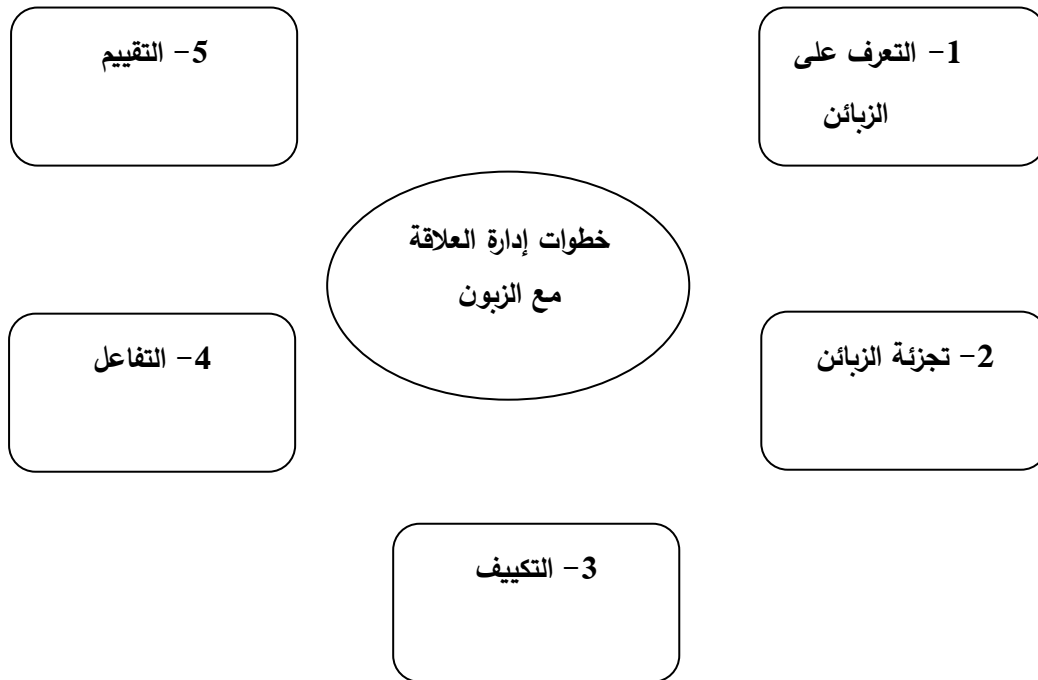 1- التعرف على
الزبائن
5- التقييم
خطوات إدارة العلاقة
مع الزبون
2- تجزئة الزبائن
4- التفاعل
3- التكييف